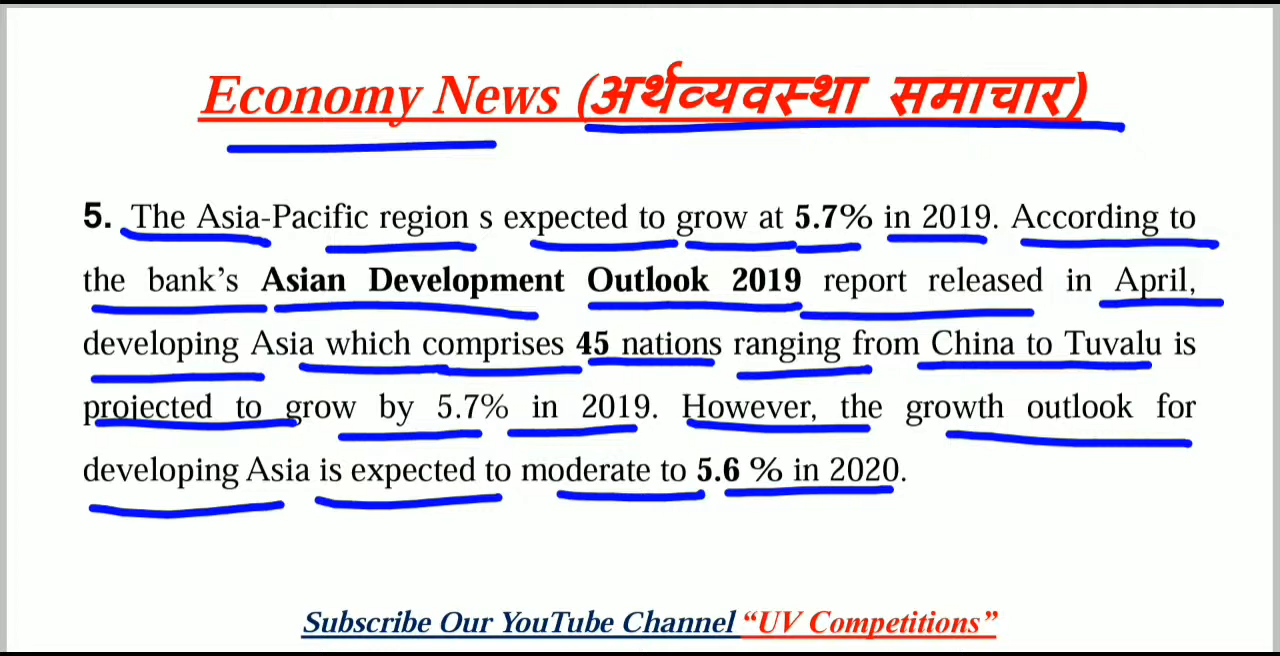 Economy News (अर्थव्यवस्था समाचार)
5. The Asia-Pacific region s expected to grow at 5.7% in 2019. According to
the bank’s Asian Development Outlook 2019 report released in April,
developing Asia which comprises 45 nations ranging from China to Tuvalu is
projected to grow by 5.7% in 2019. However, the growth outlook for
developing Asia is expected to moderate to 5.6 % in 2020.
Subscribe Our YouTube Channel “UV Competitions”